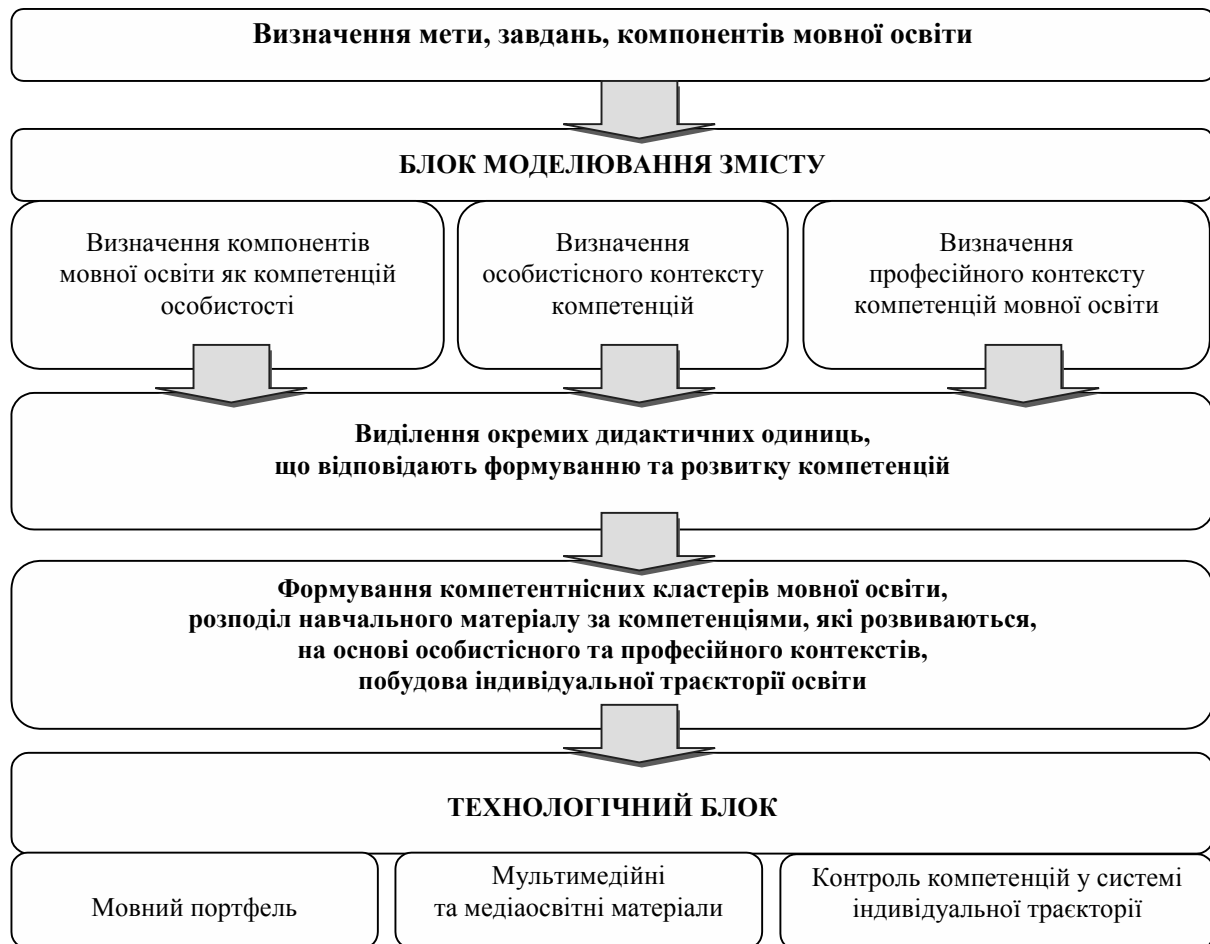 Визначення мети, завдань, компонентів мовної освіти
БЛОК МОДЕЛЮВАННЯ ЗМІСТУ
Визначення компонентів
мовної освіти як компетенцій
особистості
Визначення
особистісного контексту
компетенцій
Визначення
професійного контексту
компетенцій мовної освіти
Виділення окремих дидактичних одиниць,
що відповідають формуванню та розвитку компетенцій
Формування компетентнісних кластерів мовної освіти,
розподіл навчального матеріалу за компетенціями, які розвиваються,
на основі особистісного та професійного контекстів,
побудова індивідуальної траєкторії освіти
ТЕХНОЛОГІЧНИЙ БЛОК
Мовний портфель
Мультимедійні
та медіаосвітні матеріали
Контроль компетенцій у системі
індивідуальної траєкторії